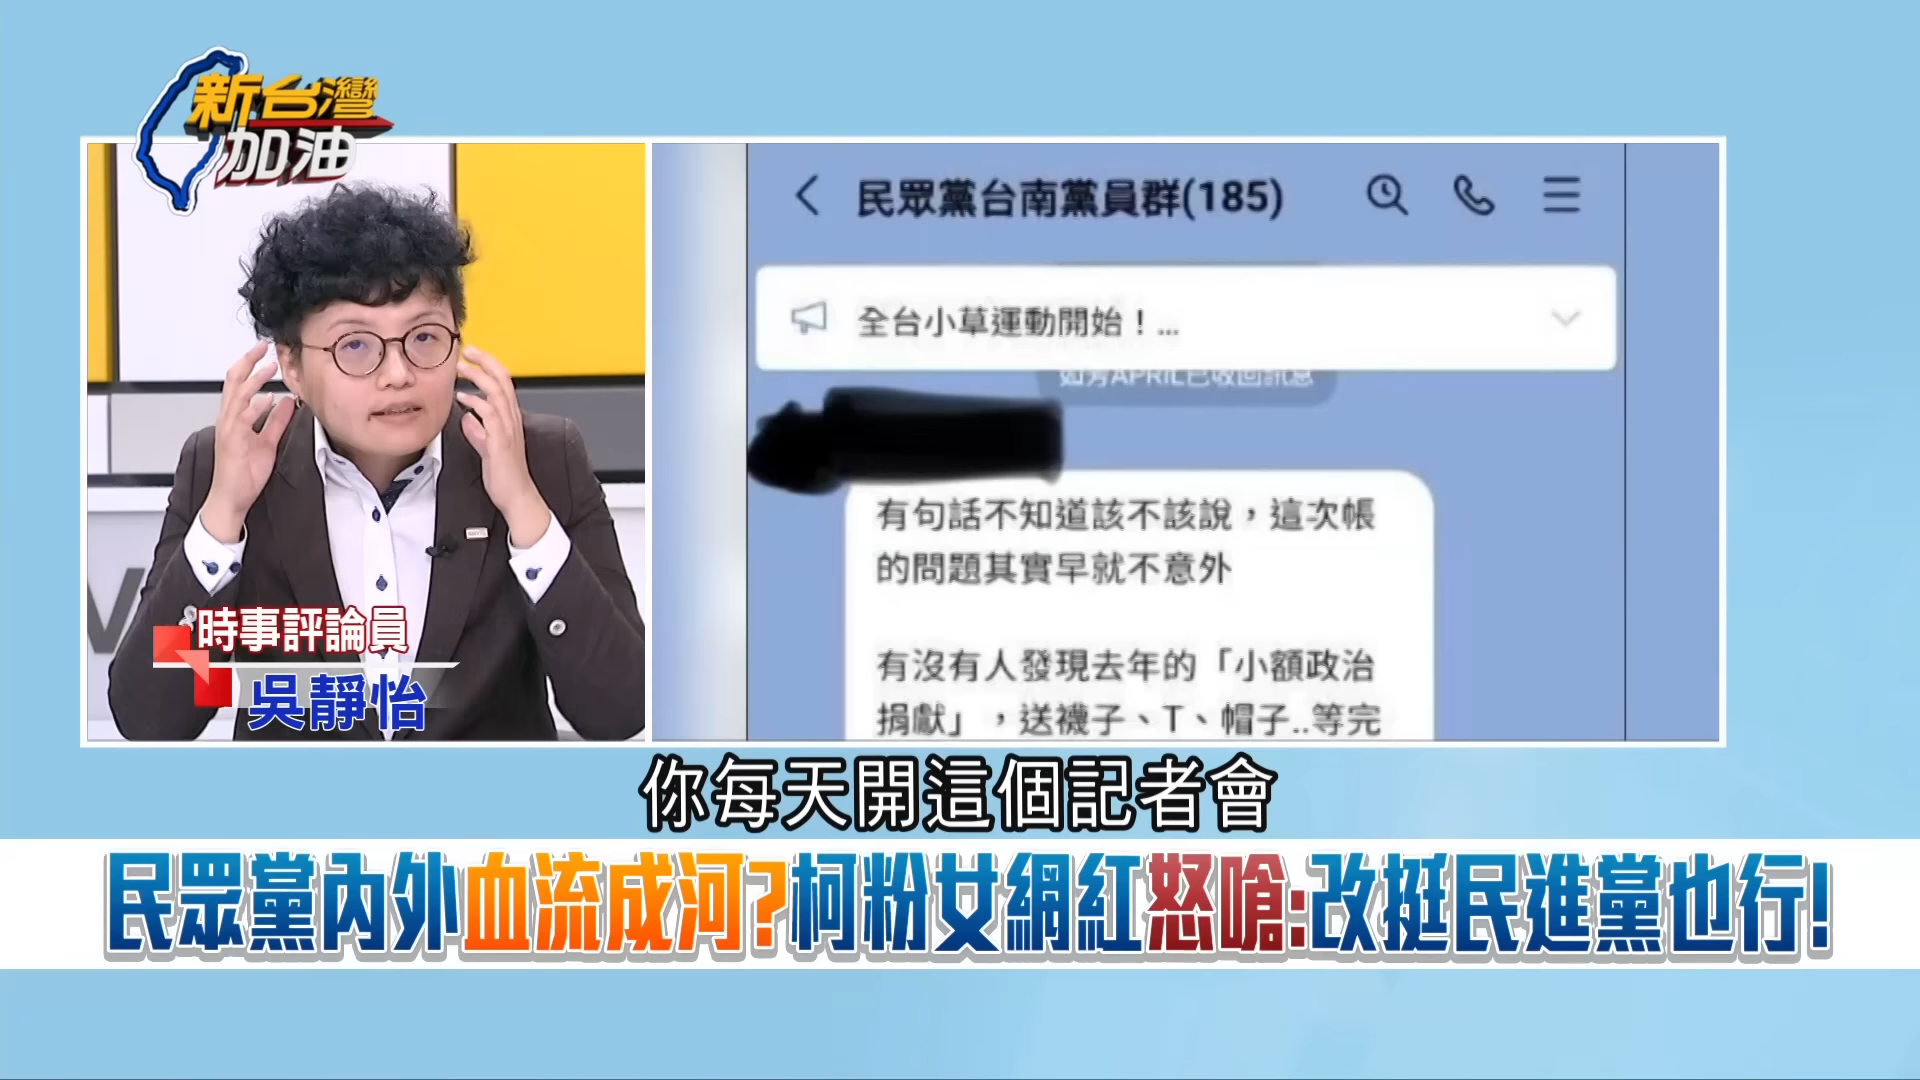 新台灣
加油
時事評論員
吳靜怡
民眾黨台南黨員群(185)
全台小草運動開始！...
有句話不知道該不該說，這次帳
的問題其實早就不意外
有沒有人發現去年的「小額政治
捐獻」，送襪子、T、帽子..等完
你每天開這個記者會
民眾黨內外血流成河?柯粉女網紅怒嗆:改挺民進黨也行!